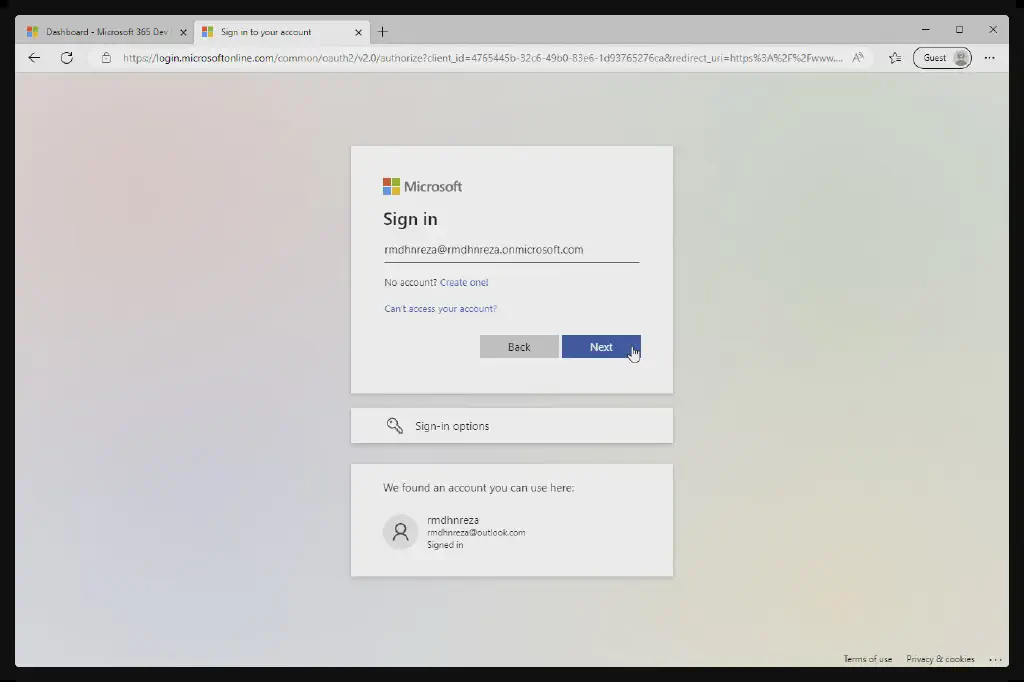 Dashboard - Microsoft 365 Dev
Sign in to your account
https://login.microsoftonline.com/common/oauth2/v2.0/authorize?client_id=4765445b-32c6-49b0-83e6-1d93765276ca&redirect_uri=https%3A%2F%2Fwww....
Guest
Microsoft
Sign in
rmdhnreza@rmdhnreza.onmicrosoft.com
No account? Create one!
Can't access your account?
Back
Next
Sign-in options
We found an account you can use here:
rmdhnreza
rmdhnreza@outlook.com
Signed in
Terms of use Privacy & cookies ...